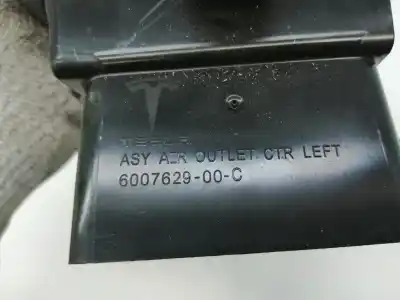 TESLA
ASY AIR OUTLET CTR LEFT
6007629-00-C